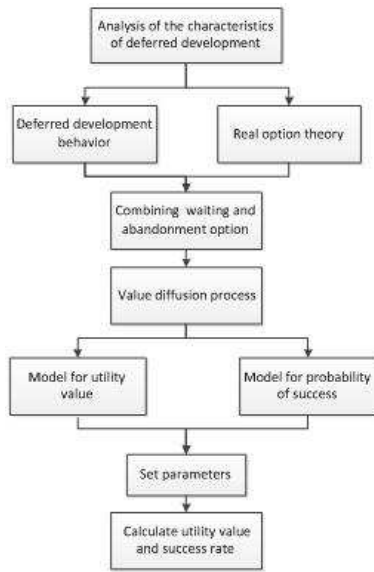 Analysis of the characteristics
of deferred development
Deferred development
behavior
Real option theory
Combining waiting and
abandonment option
Value diffusion process
Model for utility
value
Model for probability
of success
Set parameters
Calculate utility value
and success rate